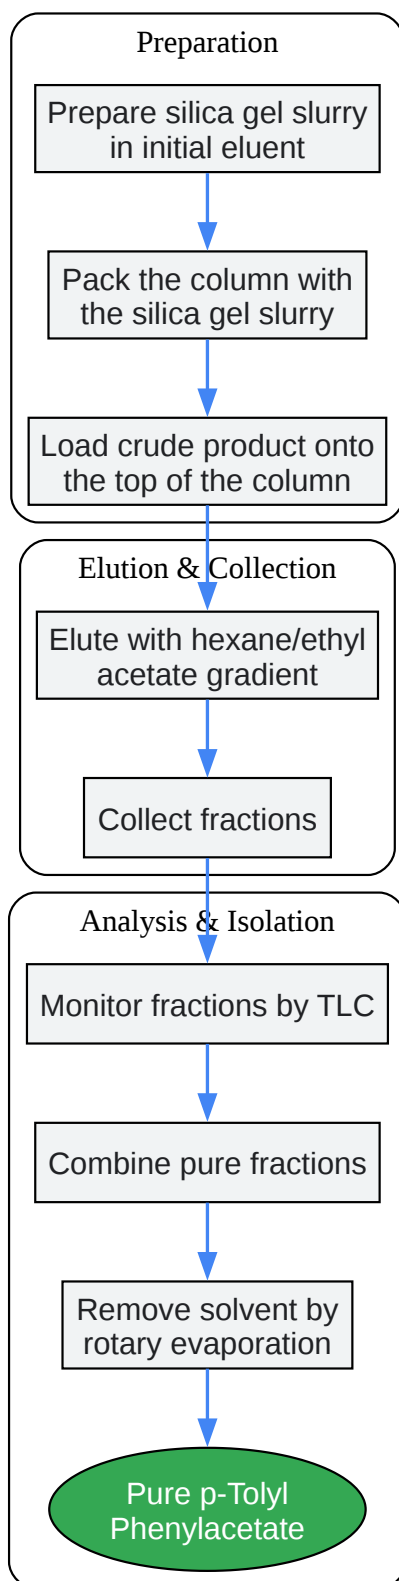 Preparation
Prepare silica gel slurry
in initial eluent
Pack the column with
the silica gel slurry
Load crude product onto
the top of the column
Elution & Collection
Elute with hexane/ethyl
acetate gradient
Collect fractions
Analysis & Isolation
Monitor fractions by TLC
Combine pure fractions
Remove solvent by
rotary evaporation
Pure p-Tolyl
Phenylacetate